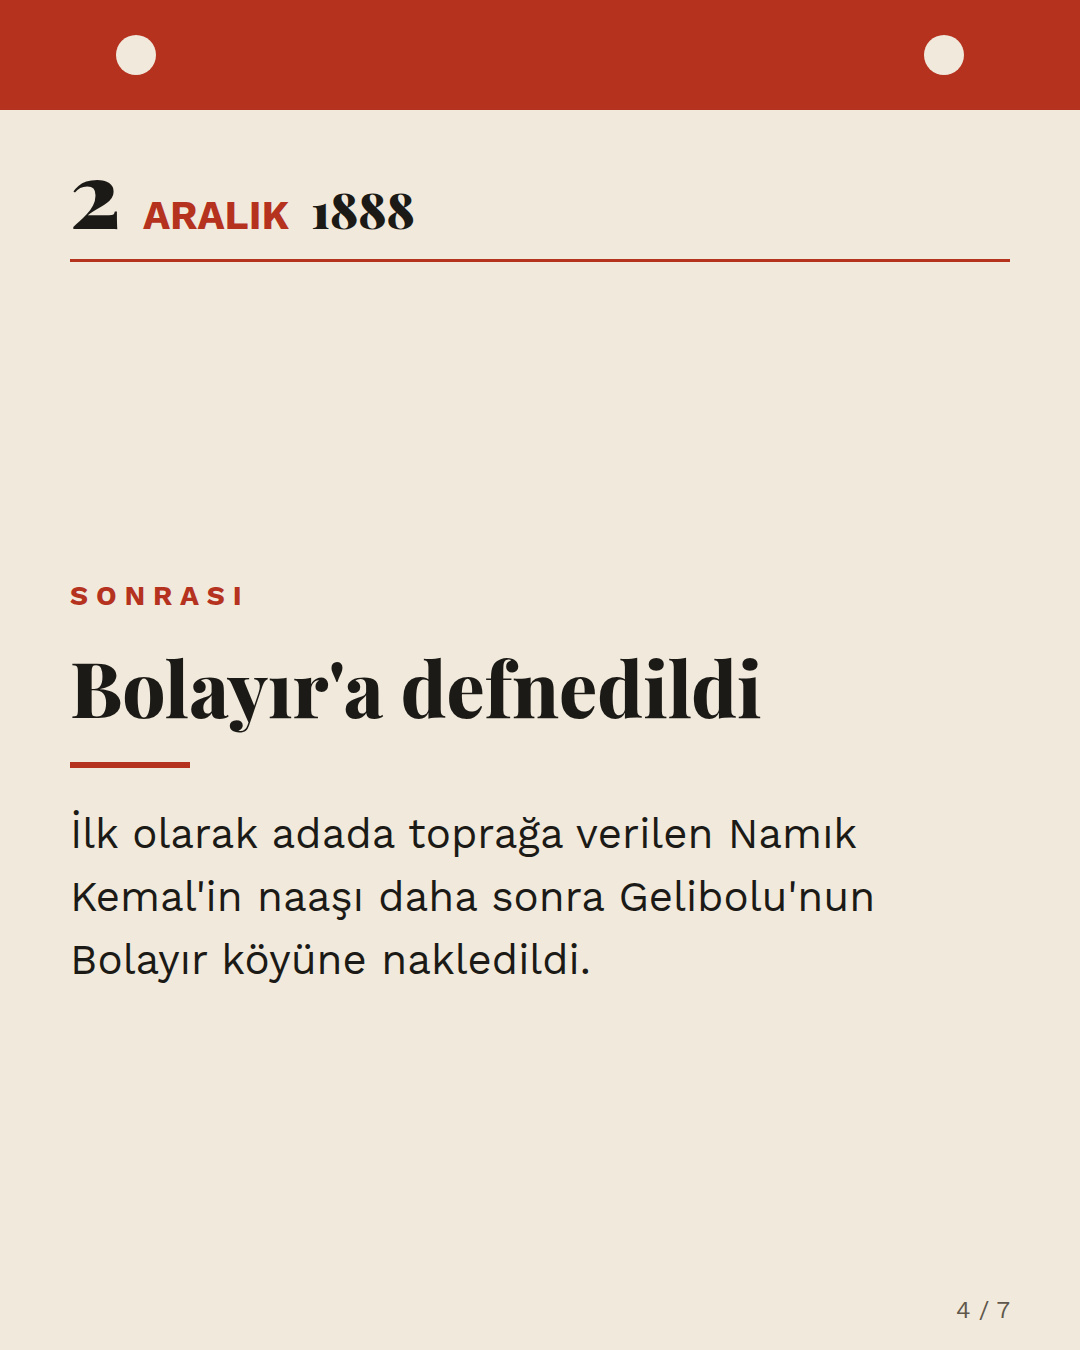 2 ARALIK 1888
SONRASI
Bolayır'a defnedildi
İlk olarak adada toprağa verilen Namık
Kemal'in naaşı daha sonra Gelibolu'nun
Bolayır köyüne nakledildi.
4 / 7